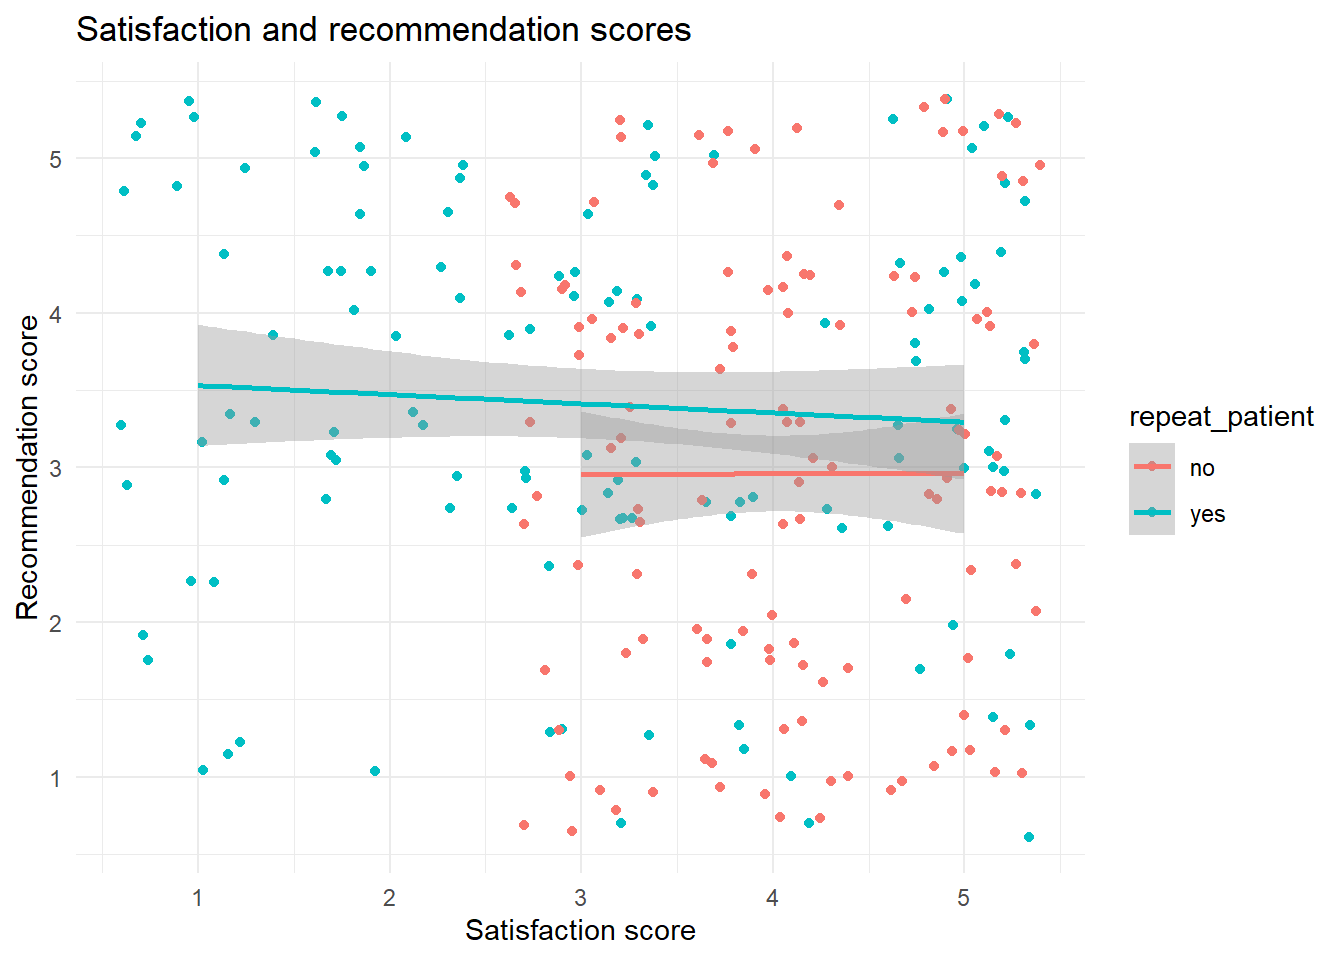 Satisfaction and recommendation scores
5
4
3
2
1
Recommendation score
1 2 3 4 5
Satisfaction score
repeat_patient
no
yes